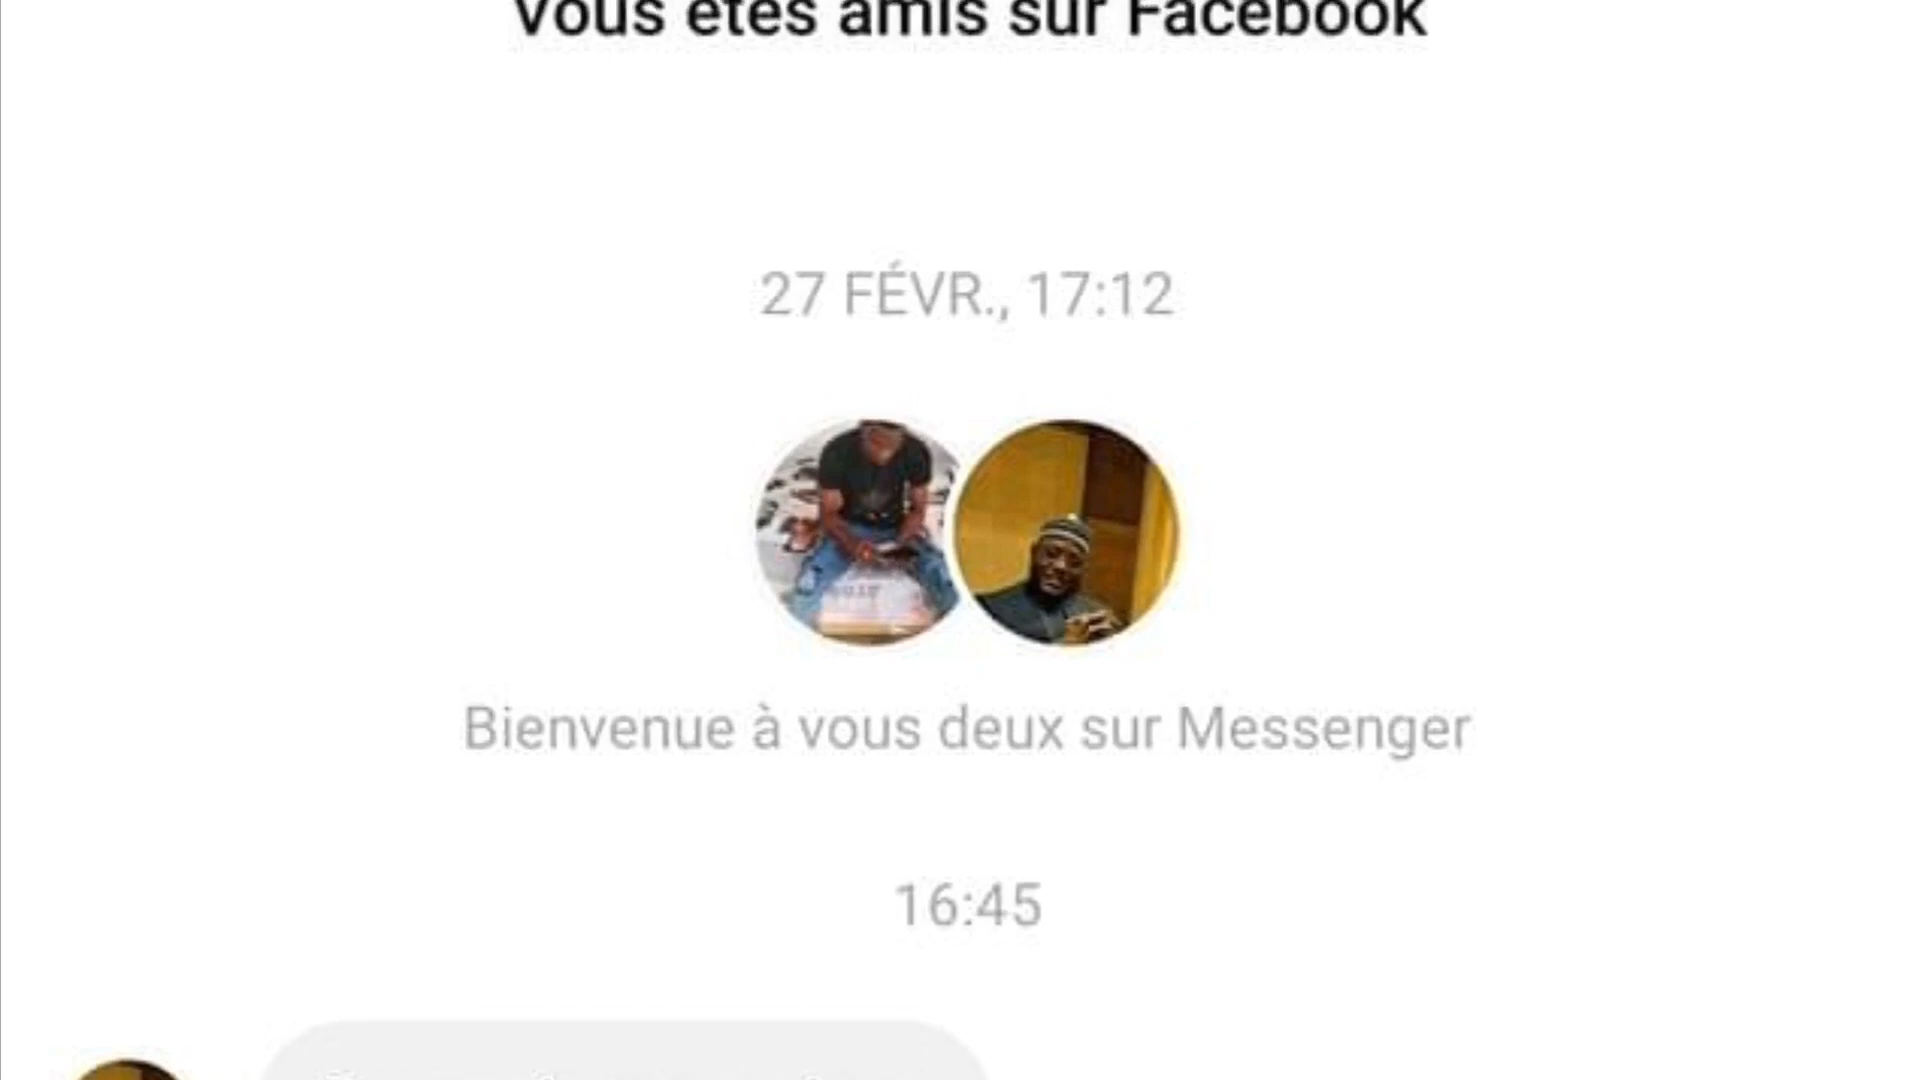 Vous êtes amis sur Facebook
27 FÉVR., 17:12
Bienvenue à vous deux sur Messenger
16:45